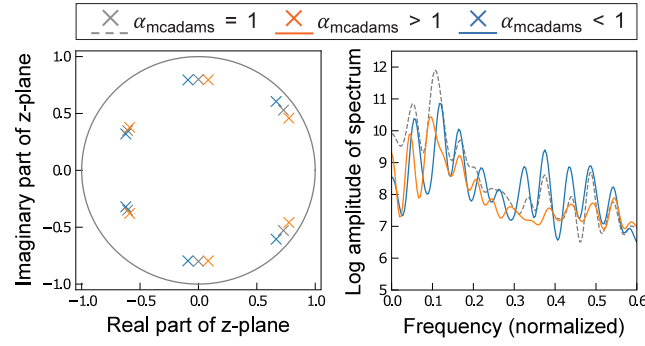 α_mcadams = 1 α_mcadams > 1 α_mcadams < 1
Imaginary part of z-plane
1.0
0.5
0.0
−0.5
−1.0
−1.0 −0.5 0.0 0.5 1.0
Real part of z-plane
Log amplitude of spectrum
12
11
10
9
8
7
6
5
0.0 0.1 0.2 0.3 0.4 0.5 0.6
Frequency (normalized)